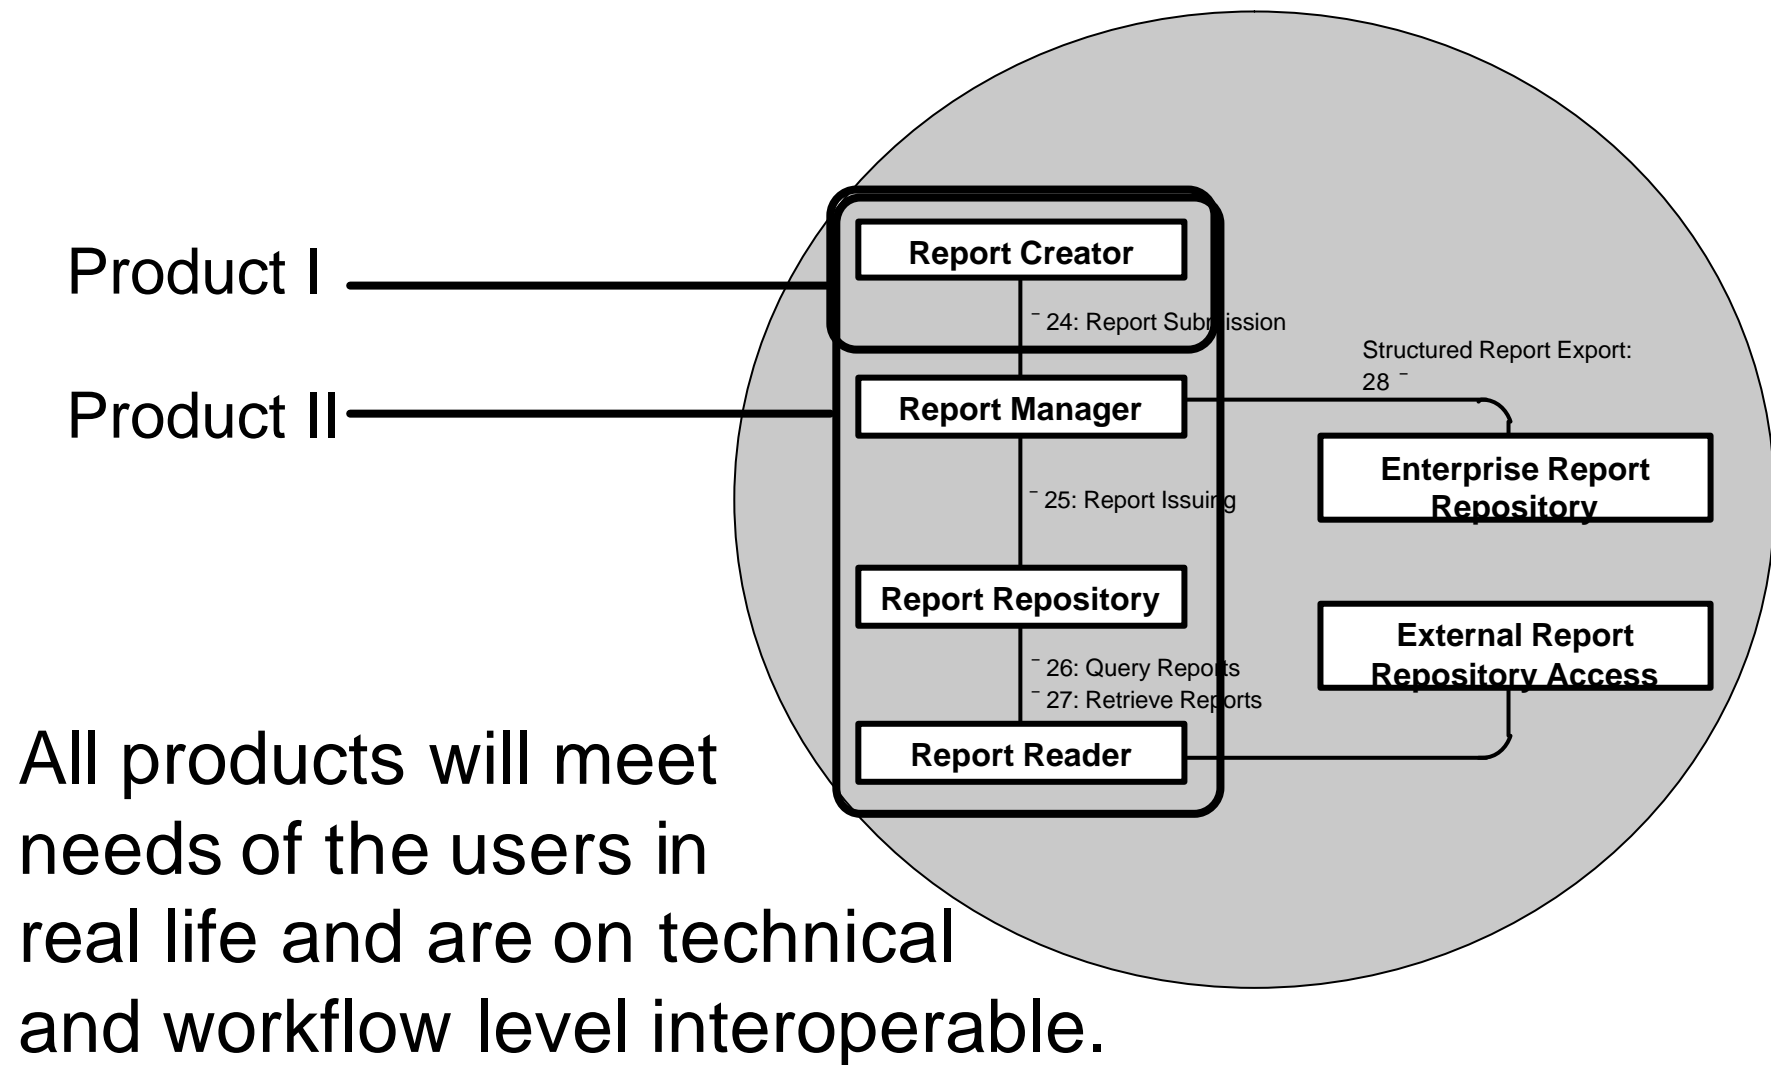 Product I
Product II
Report Creator
¯ 24: Report Submission
Report Manager
Structured Report Export:
28 ¯
¯ 25: Report Issuing
Enterprise Report
Repository
Report Repository
External Report
Repository Access
¯ 26: Query Reports
¯ 27: Retrieve Reports
Report Reader
All products will meet
needs of the users in
real life and are on technical
and workflow level interoperable.